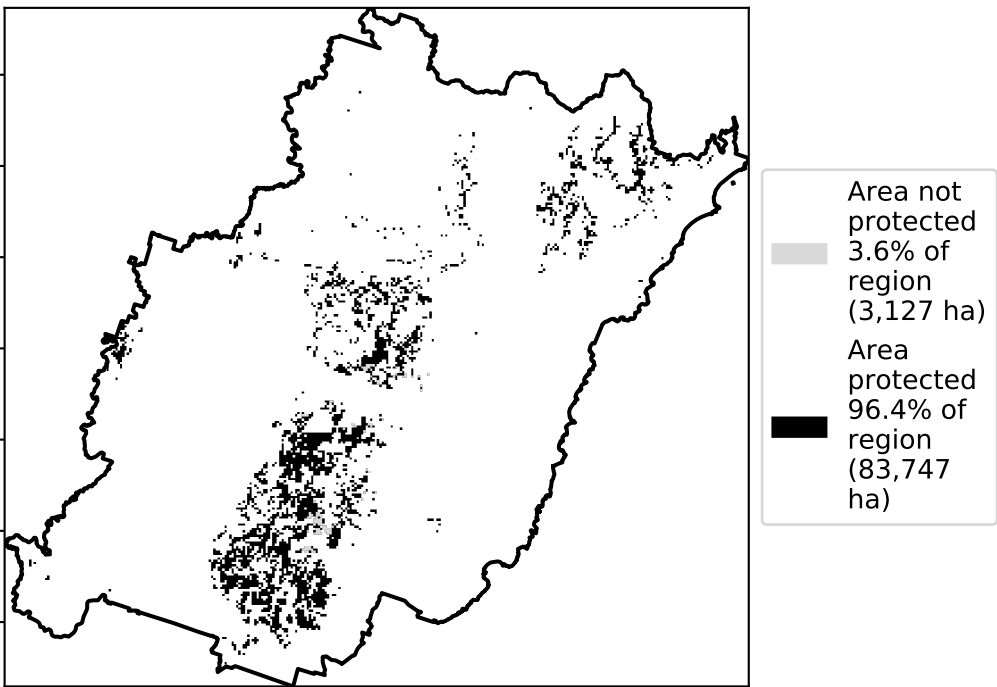 Area not
protected
3.6% of
region
(3,127 ha)
Area
protected
96.4% of
region
(83,747
ha)